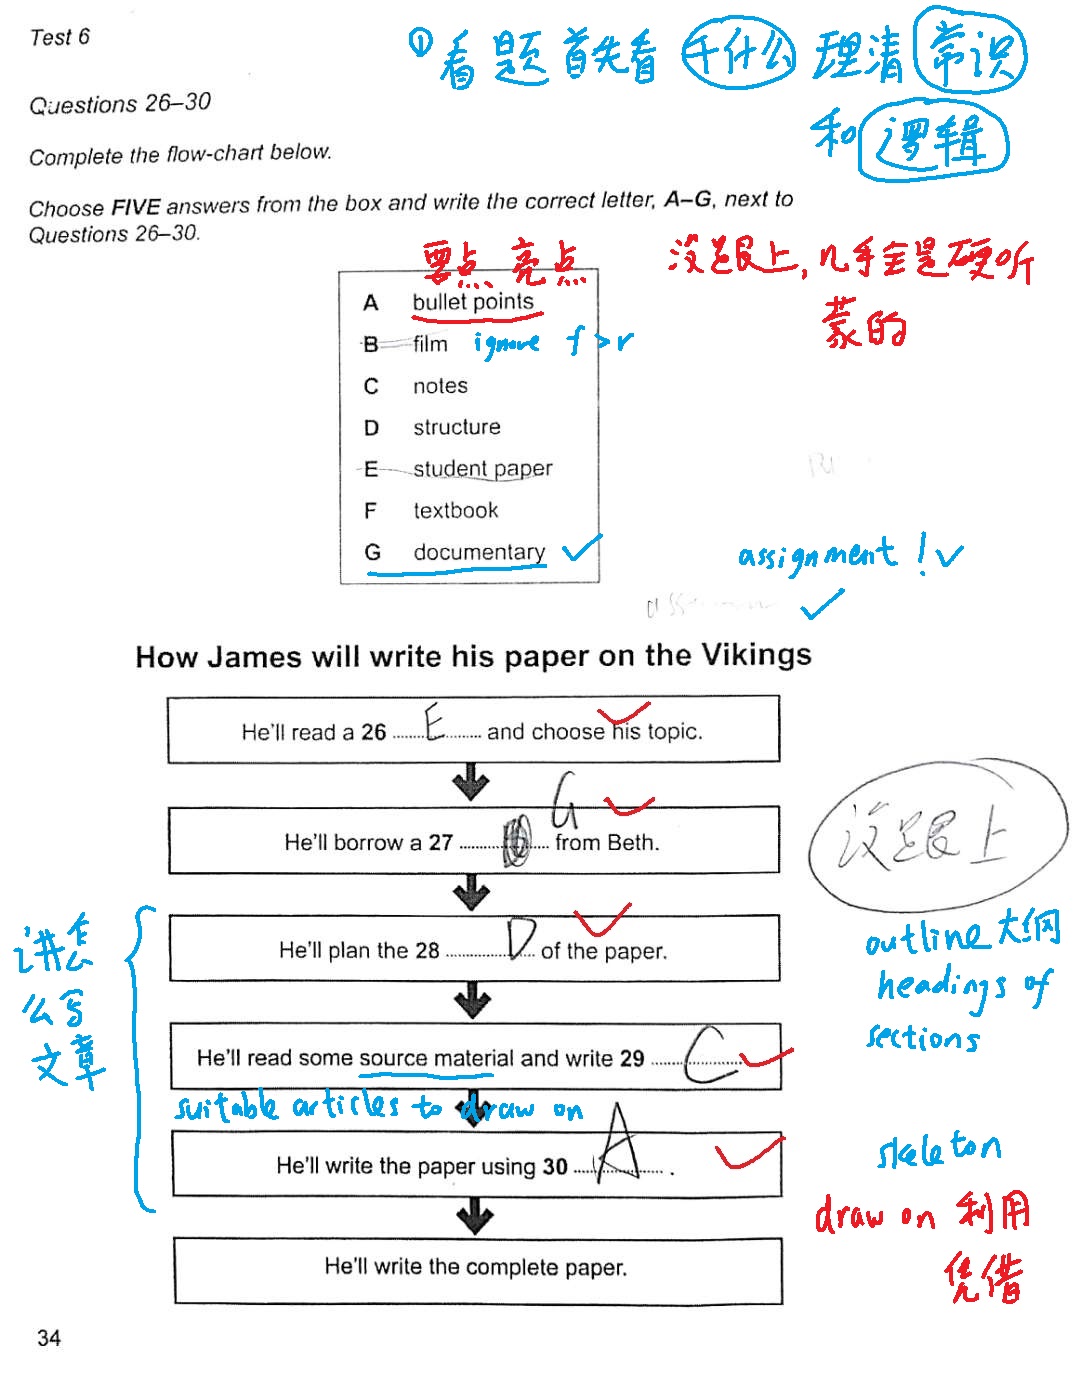 Test 6
①看题首先看干什么 理清常识
和逻辑
Questions 26–30
Complete the flow-chart below.
Choose FIVE answers from the box and write the correct letter, A–G, next to
Questions 26–30.
要点 亮点
没跟上,几乎全是硬听
蒙的
A bullet points
B film ignore f>r
C notes
D structure
E student paper
F textbook
G documentary ✓
assignment!✓
✓
How James will write his paper on the Vikings
He'll read a 26 ......E......... and choose his topic.
G
He'll borrow a 27 ................ from Beth.
没跟上
He'll plan the 28 ...............D... of the paper.
outline 大纲
headings of
sections
讲怎
么写
文章
He'll read some source material and write 29 ......C.........
suitable articles to draw on
He'll write the paper using 30 ....A............ .
skeleton
draw on 利用
凭借
He'll write the complete paper.
34